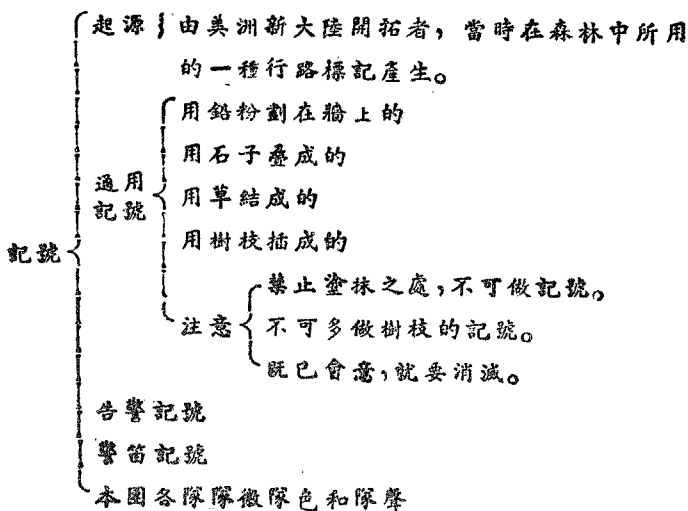 起源 由美洲新大陸開拓者,當時在森林中所用
的一種行路標記產生。
用鉛粉劃在牆上的
用石子疊成的
通用
記號
用草結成的
用樹枝插成的
記號
禁止塗抹之處,不可做記號。
注意 不可多做樹枝的記號。
既已會意,就要消滅。
告警記號
警笛記號
本團各隊隊徽隊色和隊聲